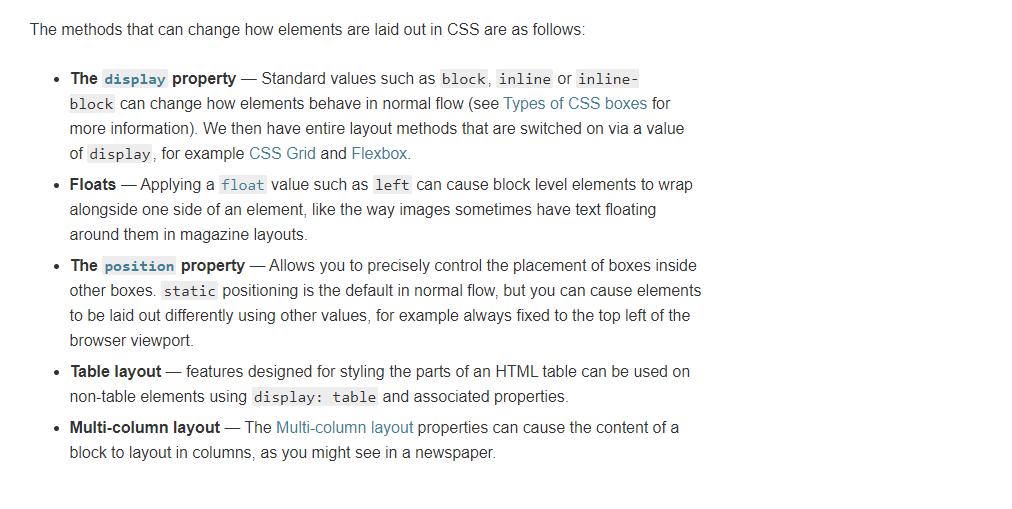 The methods that can change how elements are laid out in CSS are as follows:
• The display property — Standard values such as block, inline or inline-
block can change how elements behave in normal flow (see Types of CSS boxes for
more information). We then have entire layout methods that are switched on via a value
of display, for example CSS Grid and Flexbox.
• Floats — Applying a float value such as left can cause block level elements to wrap
alongside one side of an element, like the way images sometimes have text floating
around them in magazine layouts.
• The position property — Allows you to precisely control the placement of boxes inside
other boxes. static positioning is the default in normal flow, but you can cause elements
to be laid out differently using other values, for example always fixed to the top left of the
browser viewport.
• Table layout — features designed for styling the parts of an HTML table can be used on
non-table elements using display: table and associated properties.
• Multi-column layout — The Multi-column layout properties can cause the content of a
block to layout in columns, as you might see in a newspaper.